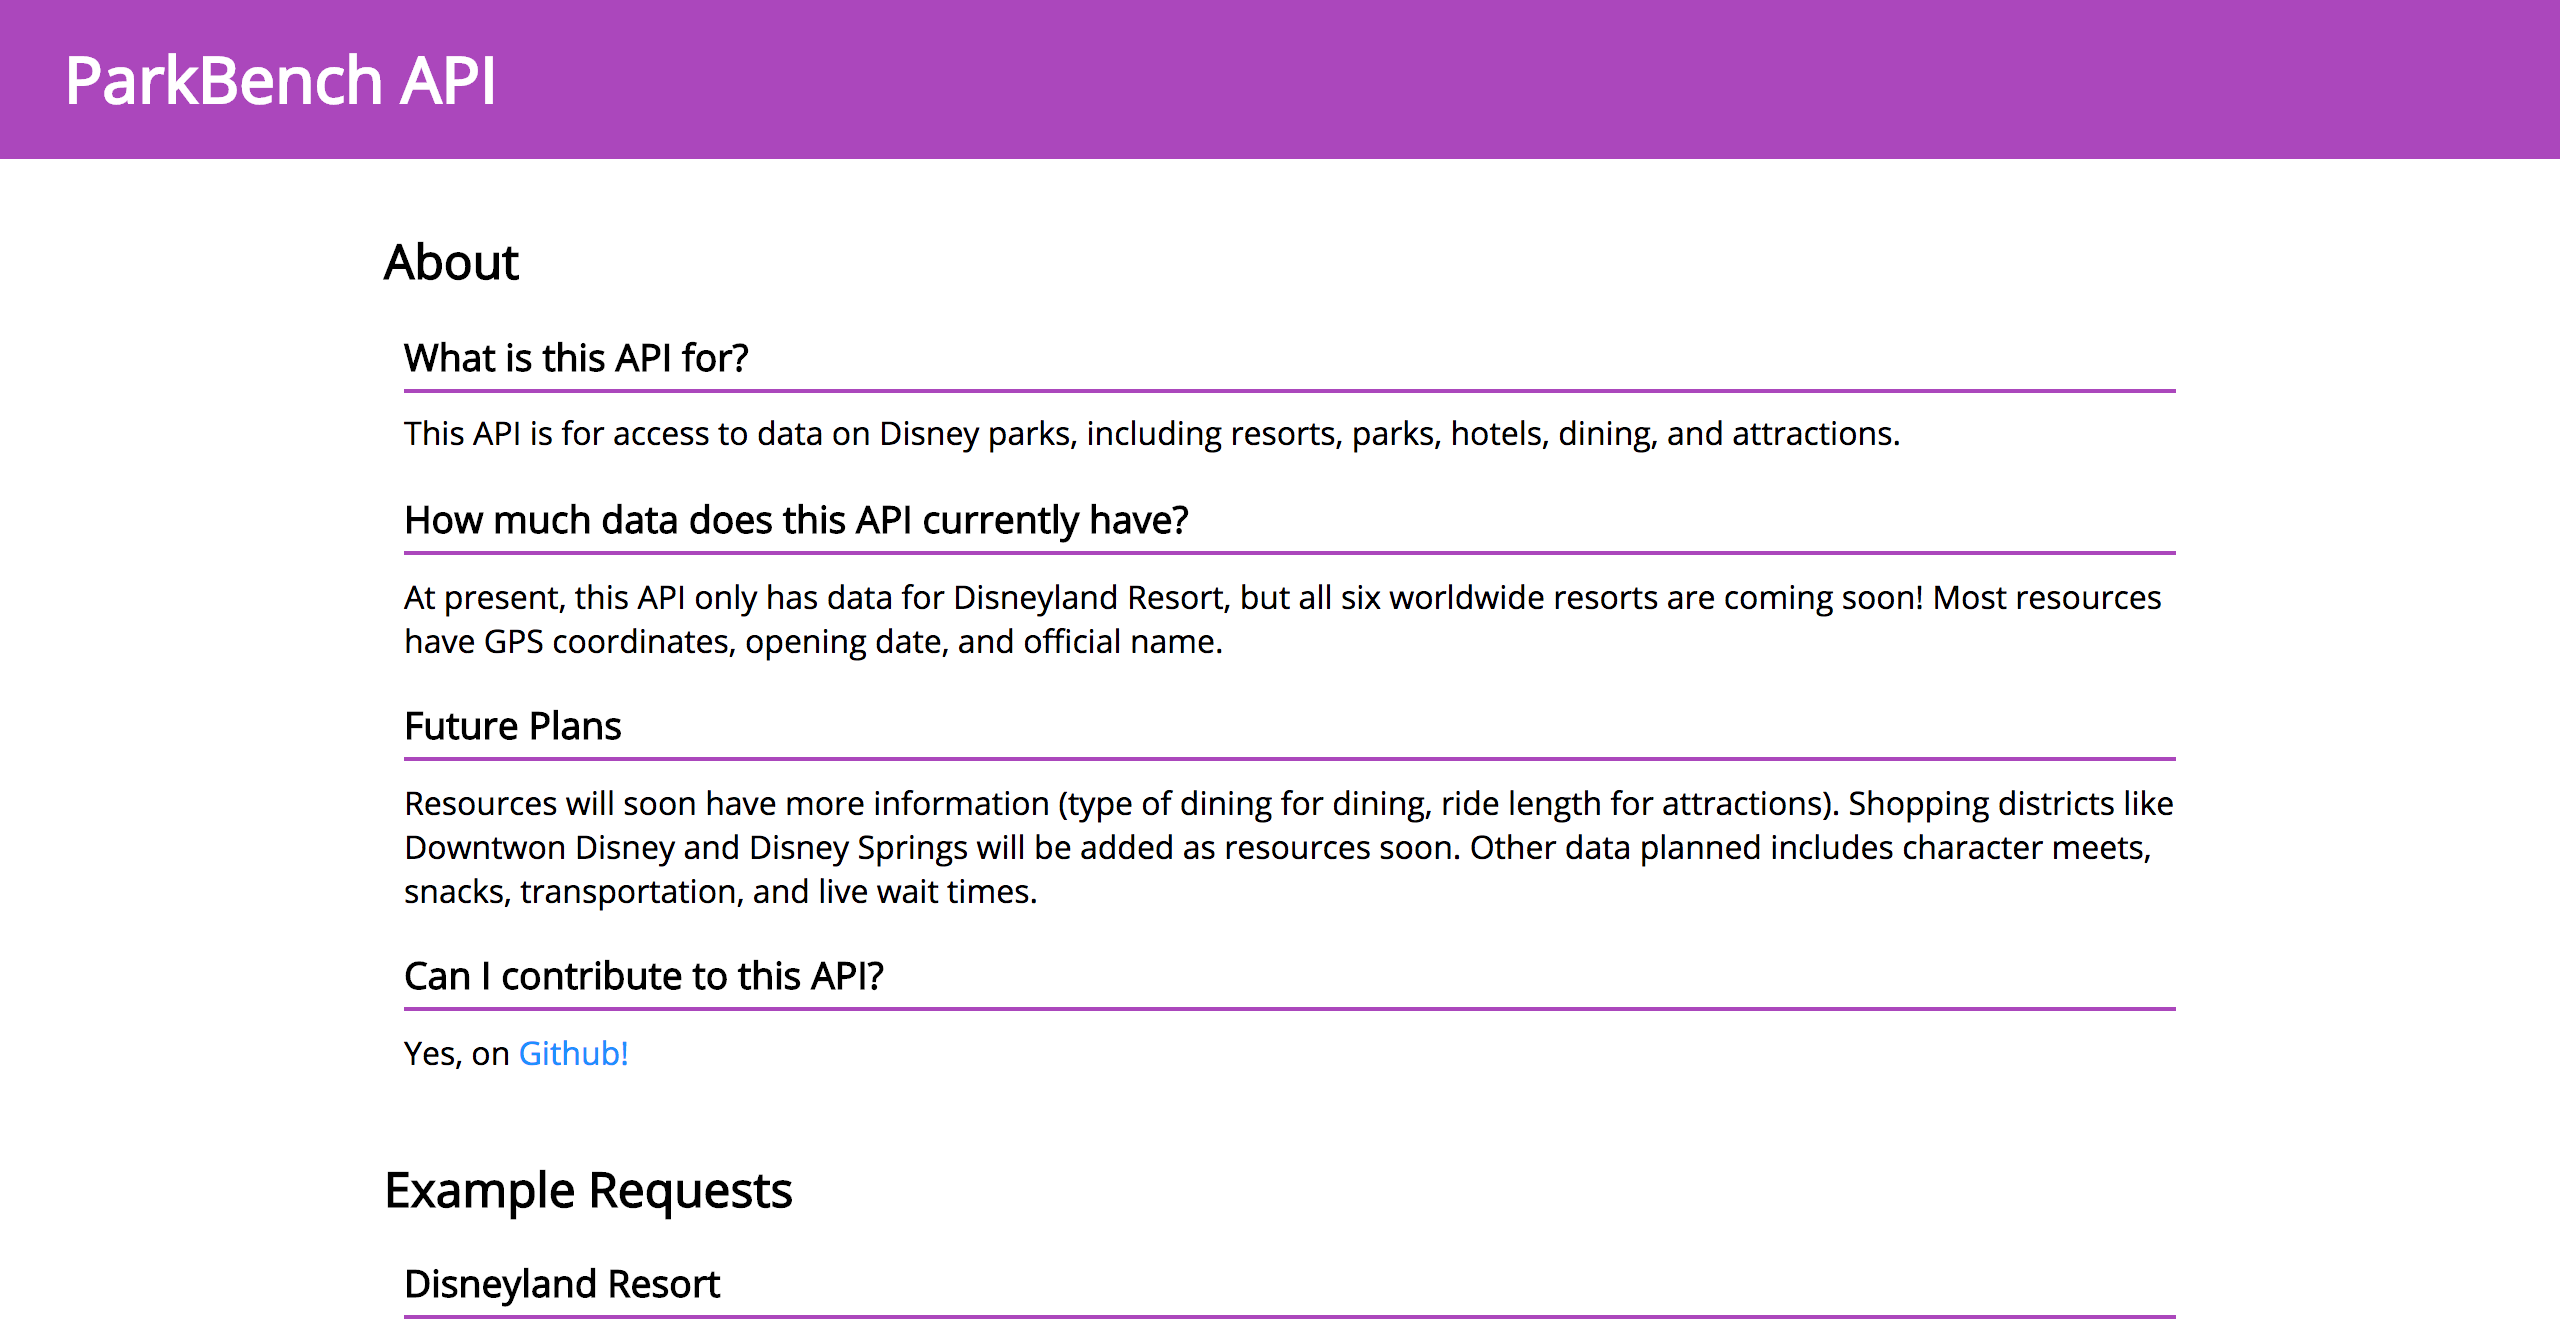 ParkBench API
About
What is this API for?
This API is for access to data on Disney parks, including resorts, parks, hotels, dining, and attractions.
How much data does this API currently have?
At present, this API only has data for Disneyland Resort, but all six worldwide resorts are coming soon! Most resources
have GPS coordinates, opening date, and official name.
Future Plans
Resources will soon have more information (type of dining for dining, ride length for attractions). Shopping districts like
Downtwon Disney and Disney Springs will be added as resources soon. Other data planned includes character meets,
snacks, transportation, and live wait times.
Can I contribute to this API?
Yes, on Github!
Example Requests
Disneyland Resort